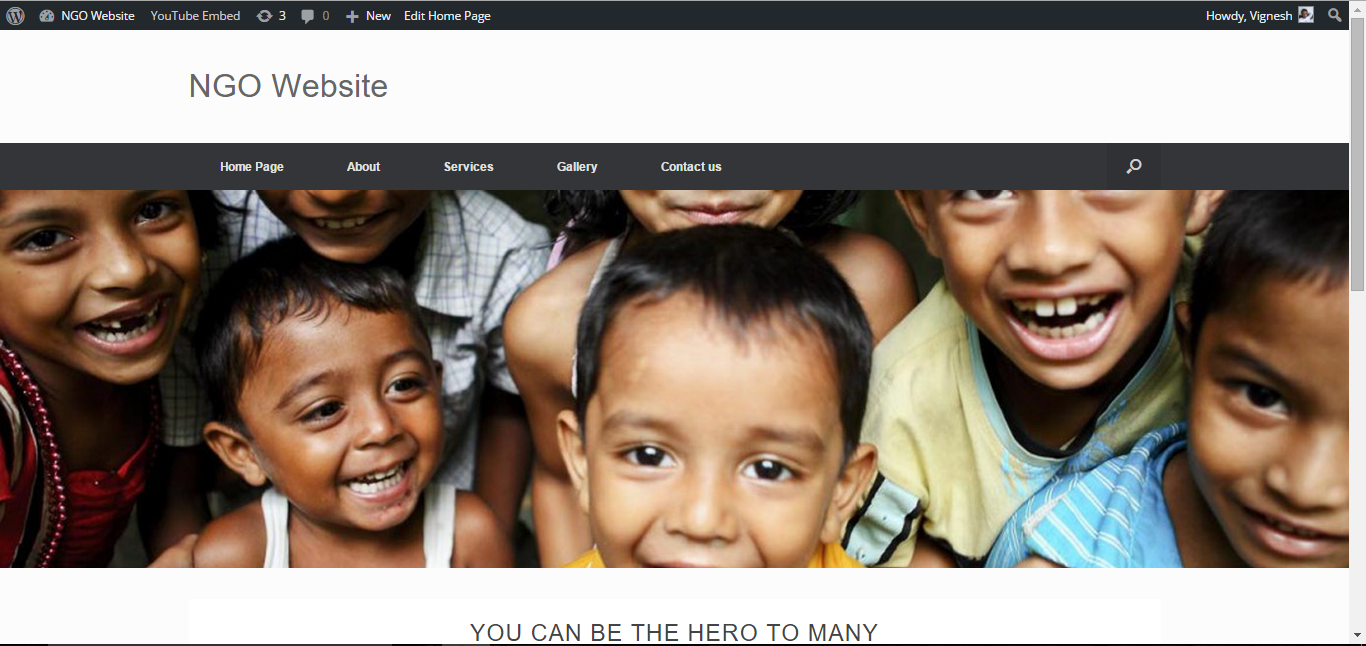 NGO Website YouTube Embed 3 0 New Edit Home Page Howdy, Vignesh
NGO Website
Home Page About Services Gallery Contact us
YOU CAN BE THE HERO TO MANY